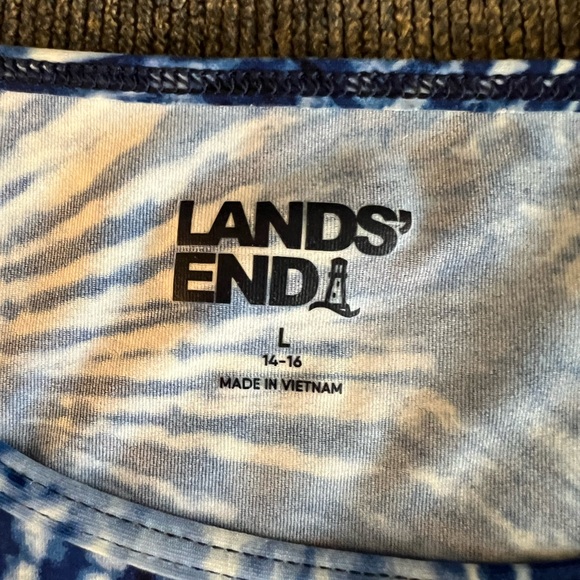 LANDS'
END
L
14-16
MADE IN VIETNAM